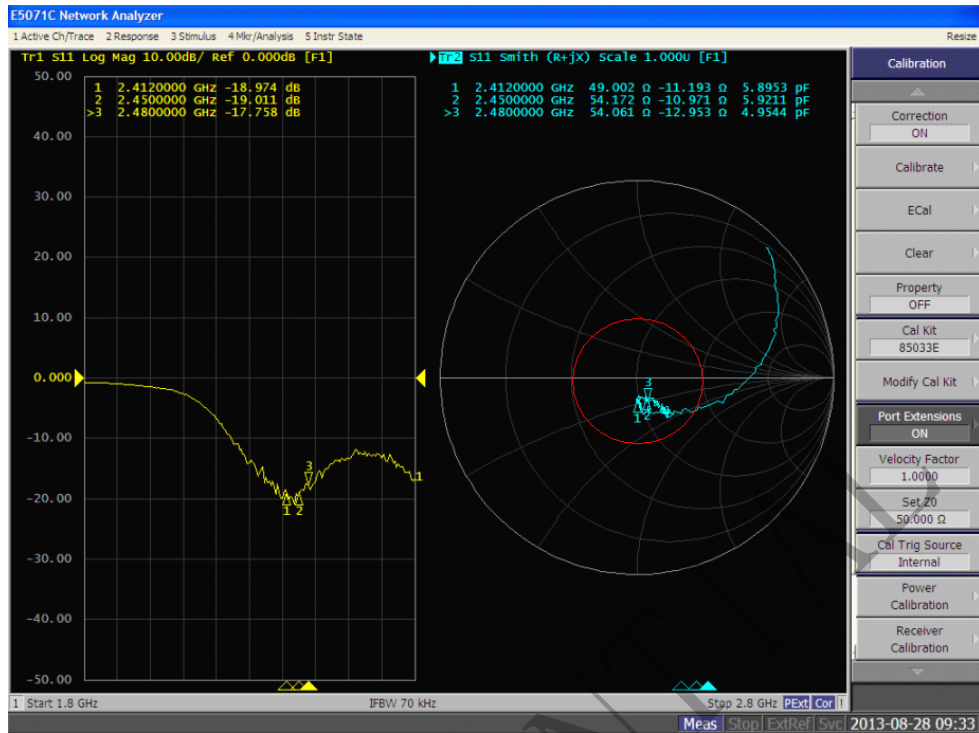 E5071C Network Analyzer
1 Active Ch/Trace 2 Response 3 Stimulus 4 Mkr/Analysis 5 Instr State Resize
Tr1 S11 Log Mag 10.00dB/ Ref 0.000dB [F1]
50.00
1 2.4120000 GHz -18.974 dB
2 2.4500000 GHz -19.011 dB
>3 2.4800000 GHz -17.758 dB
40.00
30.00
20.00
10.00
0.000
-10.00
-20.00
-30.00
-40.00
-50.00
3
1 2
1
Tr2 S11 Smith (R+jX) Scale 1.000U [F1]
1 2.4120000 GHz 49.002 Ω -11.193 Ω 5.8953 pF
2 2.4500000 GHz 54.172 Ω -10.971 Ω 5.9211 pF
>3 2.4800000 GHz 54.061 Ω -12.953 Ω 4.9544 pF
3
1 2
Calibration
Correction
ON
Calibrate
ECal
Clear
Property
OFF
Cal Kit
85033E
Modify Cal Kit
Port Extensions
ON
Velocity Factor
1.0000
Set Z0
50.000 Ω
Cal Trig Source
Internal
Power
Calibration
Receiver
Calibration
1 Start 1.8 GHz IFBW 70 kHz Stop 2.8 GHz PExt Cor !
Meas Stop ExtRef Svc 2013-08-28 09:33